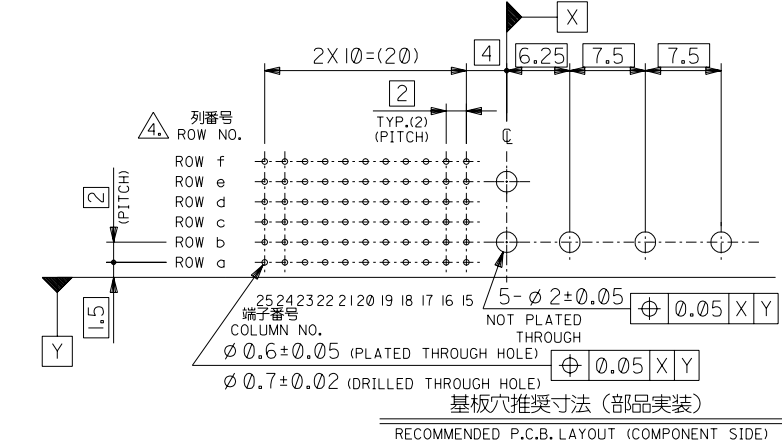 X
2X10=(20)
4
6.25
7.5
7.5
2
TYP.(2)
(PITCH)
℄
4.
列番号
ROW NO.
ROW f
ROW e
ROW d
ROW c
ROW b
ROW a
2
(PITCH)
1.5
Y
25 24 23 22 21 20 19 18 17 16 15
端子番号
COLUMN NO.
5-⌀2±0.05
NOT PLATED
THROUGH
⌖ 0.05 X Y
⌀0.6±0.05 (PLATED THROUGH HOLE)
⌖ 0.05 X Y
⌀0.7±0.02 (DRILLED THROUGH HOLE)
基板穴推奨寸法（部品実装）
RECOMMENDED P.C.B. LAYOUT (COMPONENT SIDE)